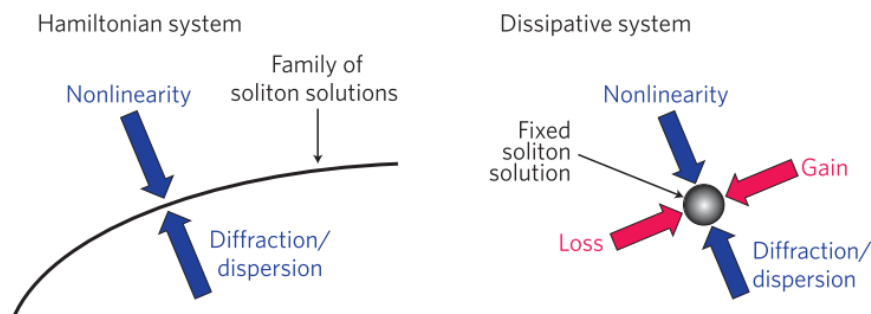 Hamiltonian system
Family of
soliton solutions
Nonlinearity
Diffraction/
dispersion
Dissipative system
Nonlinearity
Fixed
soliton
solution
Gain
Loss
Diffraction/
dispersion